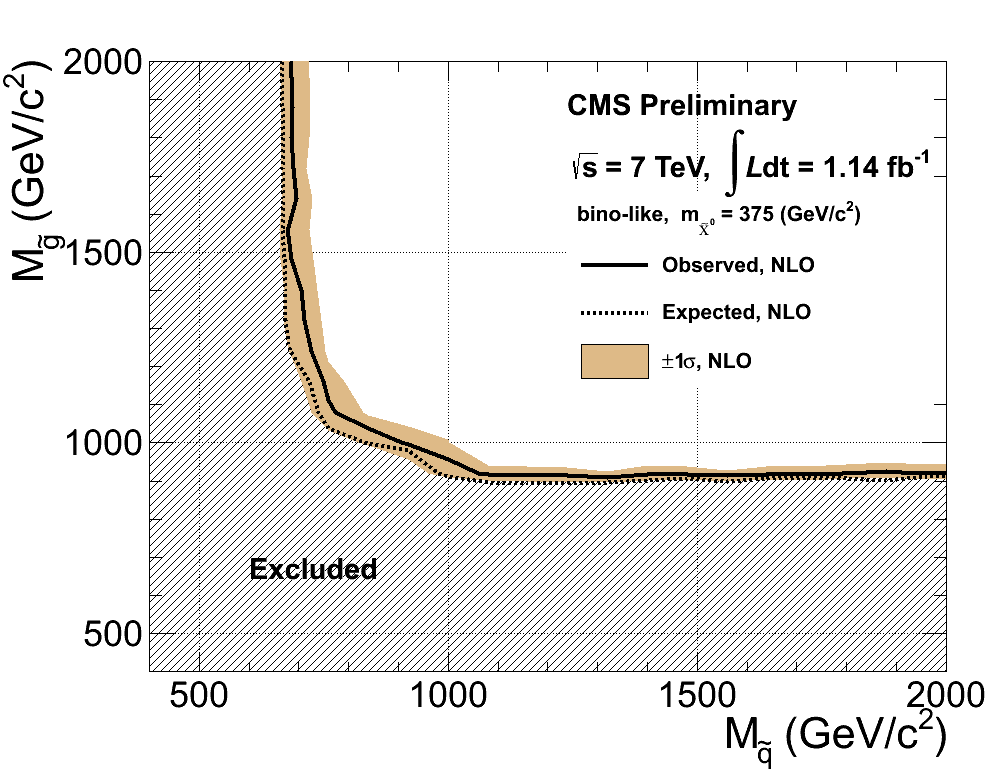 CMS Preliminary
√s = 7 TeV, ∫Ldt = 1.14 fb⁻¹
bino-like, m_χ̃⁰ = 375 (GeV/c²)
Observed, NLO
Expected, NLO
±1σ, NLO
Excluded
M_g̃ (GeV/c²)
2000
1500
1000
500
500 1000 1500 2000
M_q̃ (GeV/c²)